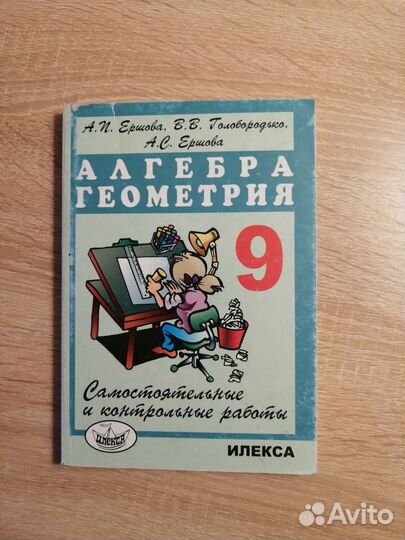 А.П. Ершова, В.В. Голобородько,
А.С. Ершова
АЛГЕБРА
ГЕОМЕТРИЯ
9
Самостоятельные
и контрольные работы
ИЛЕКСА
ИЛЕКСА
Avito